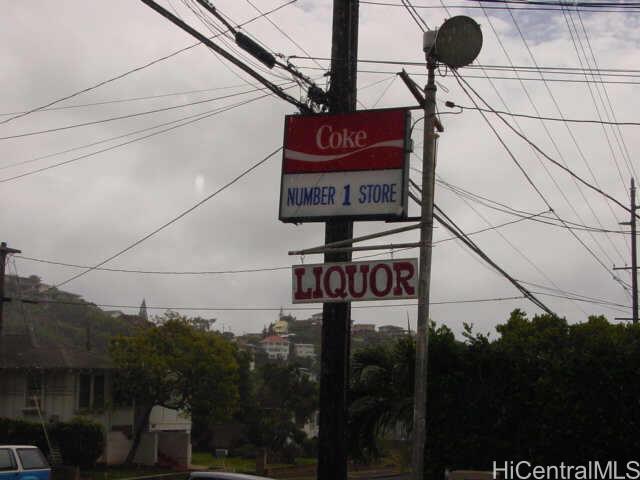 Coke
NUMBER 1 STORE
LIQUOR
HiCentralMLS